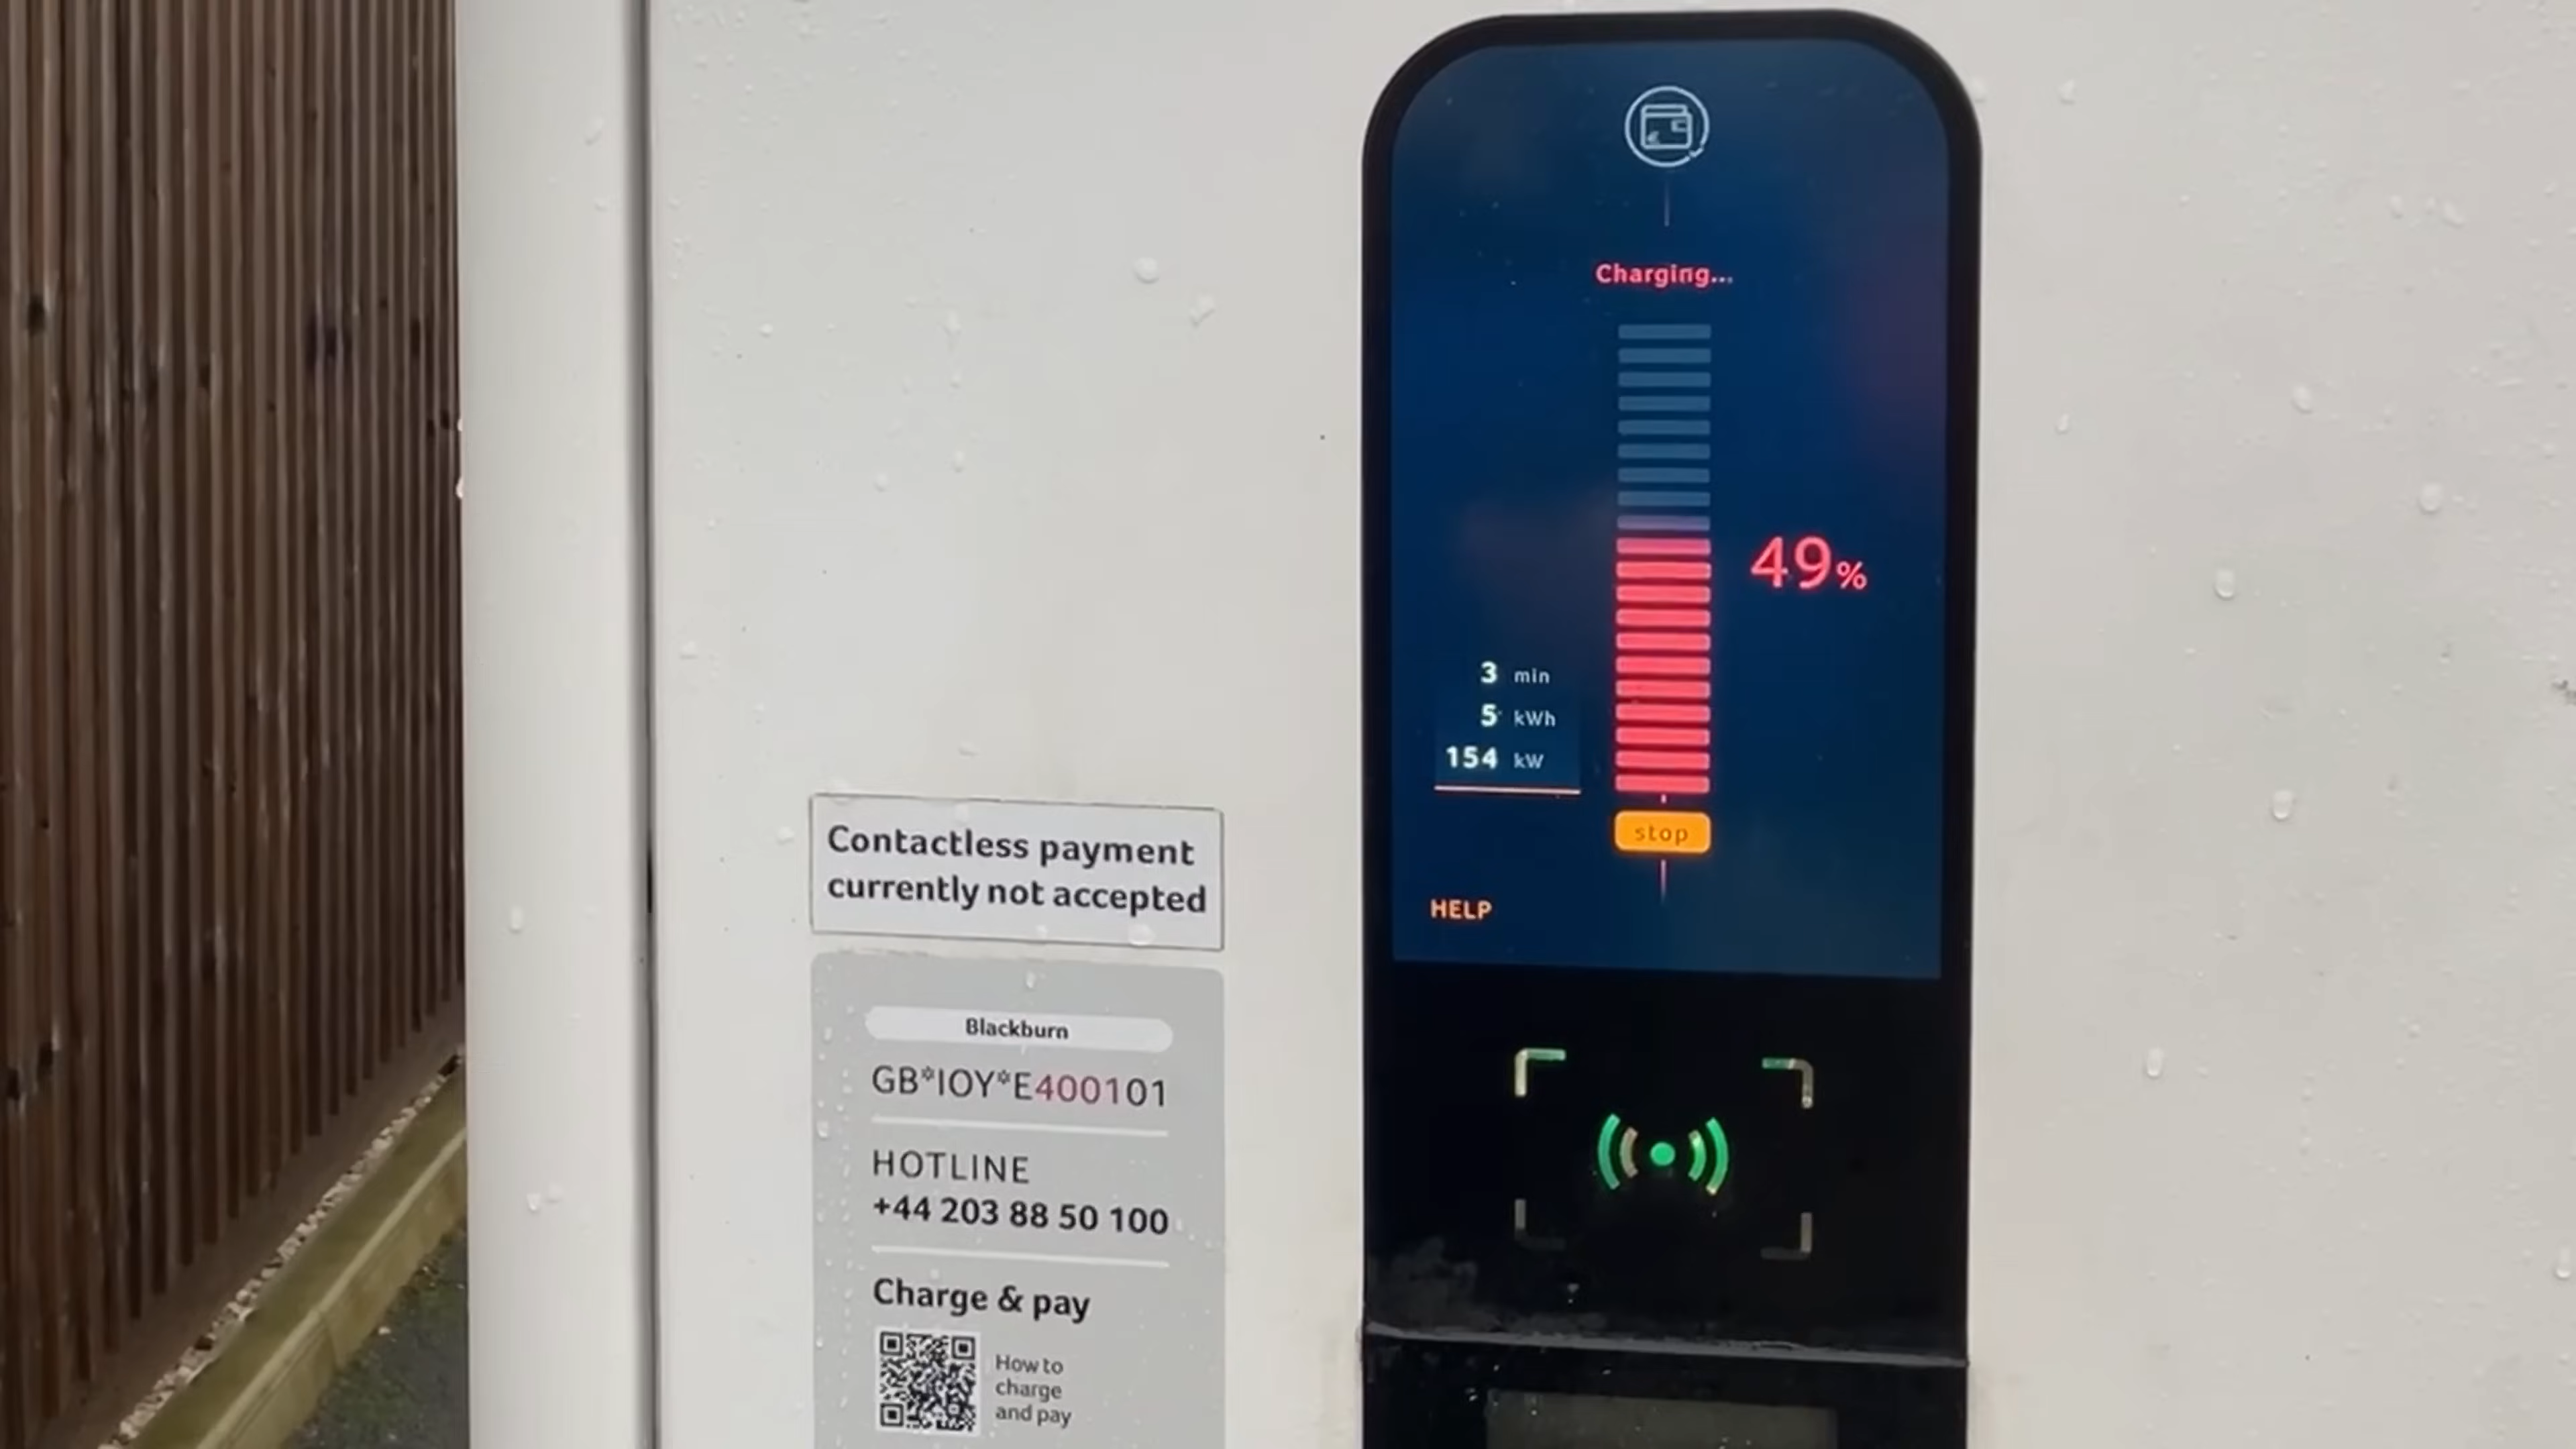 Contactless payment
currently not accepted
Blackburn
GB*IOY*E400101
HOTLINE
+44 203 88 50 100
Charge & pay
How to
charge
and pay
Charging...
49%
3 min
5 kWh
154 kW
stop
HELP